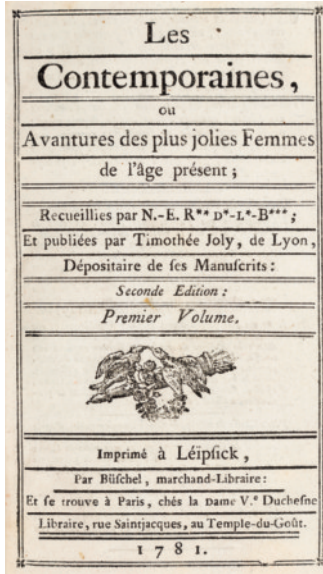 Les
Contemporaines,
ou
Avantures des plus jolies Femmes
de l'âge présent ;
Recueillies par N.-E. R** D*-L*-B*** ;
Et publiées par Timothée Joly, de Lyon,
Dépositaire de ſes Manuſcrits :
Seconde Edition :
Premier Volume.
Imprimé à Léïpſick,
Par Büſchel, marchand-Libraire :
Et ſe trouve à Paris, chés la Dame V.e Ducheſne
Libraire, rue Saintjacques, au Temple-du-Goût.
1781.